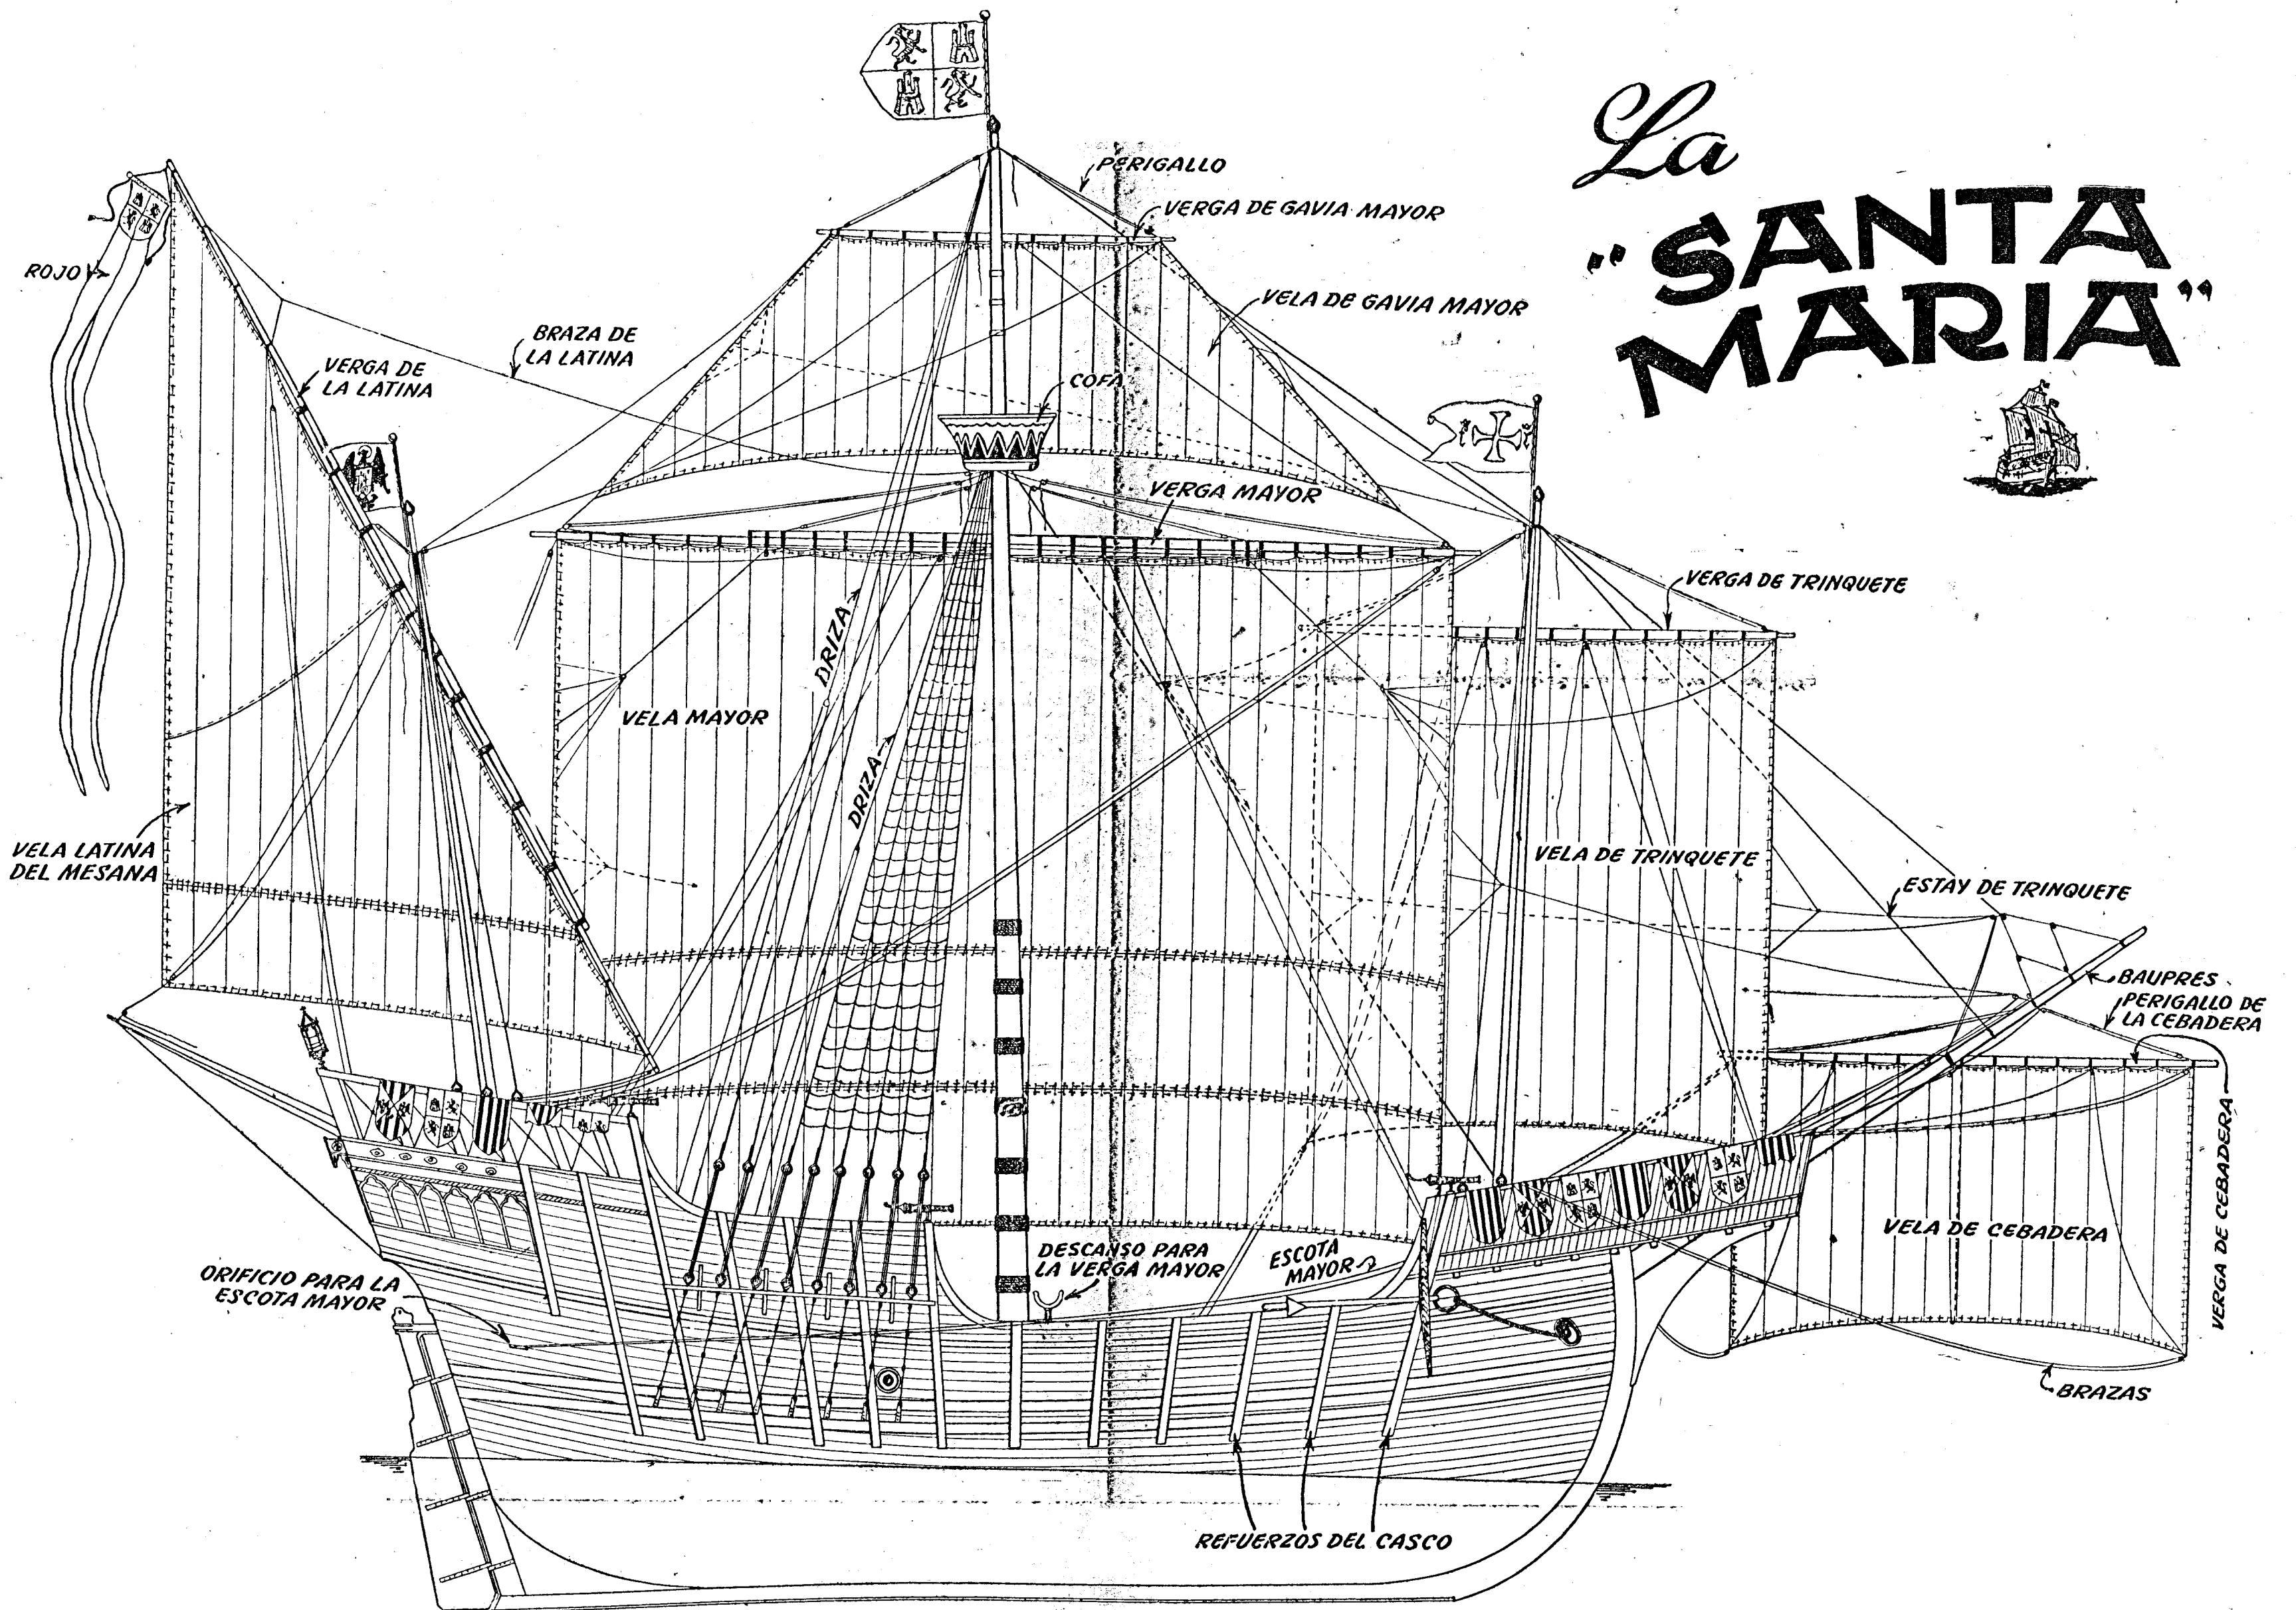 La
"SANTA
MARIA"
PERIGALLO
VERGA DE GAVIA MAYOR
ROJO
VELA DE GAVIA MAYOR
BRAZA DE
LA LATINA
VERGA DE
LA LATINA
COFA
VERGA MAYOR
VERGA DE TRINQUETE
DRIZA
VELA MAYOR
DRIZA
VELA LATINA
DEL MESANA
VELA DE TRINQUETE
ESTAY DE TRINQUETE
BAUPRES
PERIGALLO DE
LA CEBADERA
VERGA DE CEBADERA
VELA DE CEBADERA
DESCANSO PARA
LA VERGA MAYOR
ESCOTA
MAYOR
ORIFICIO PARA LA
ESCOTA MAYOR
BRAZAS
REFUERZOS DEL CASCO